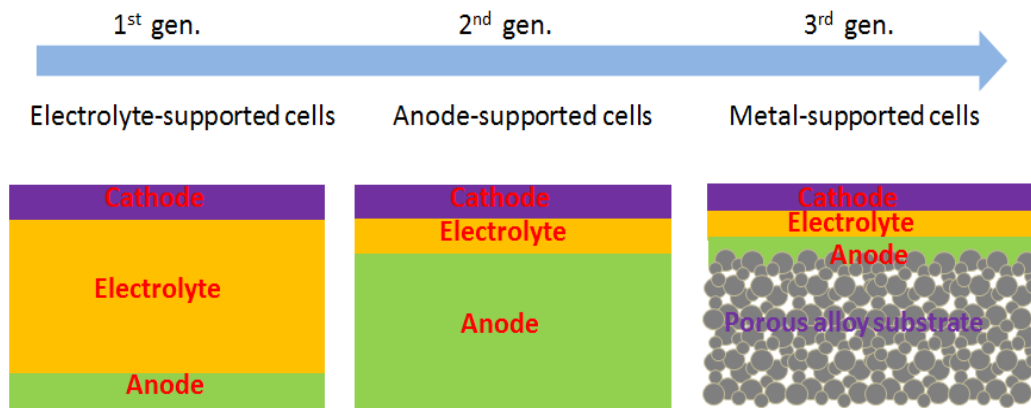 1st gen.
2nd gen.
3rd gen.
Electrolyte-supported cells
Anode-supported cells
Metal-supported cells
Cathode
Electrolyte
Anode
Cathode
Electrolyte
Anode
Cathode
Electrolyte
Anode
Porous alloy substrate